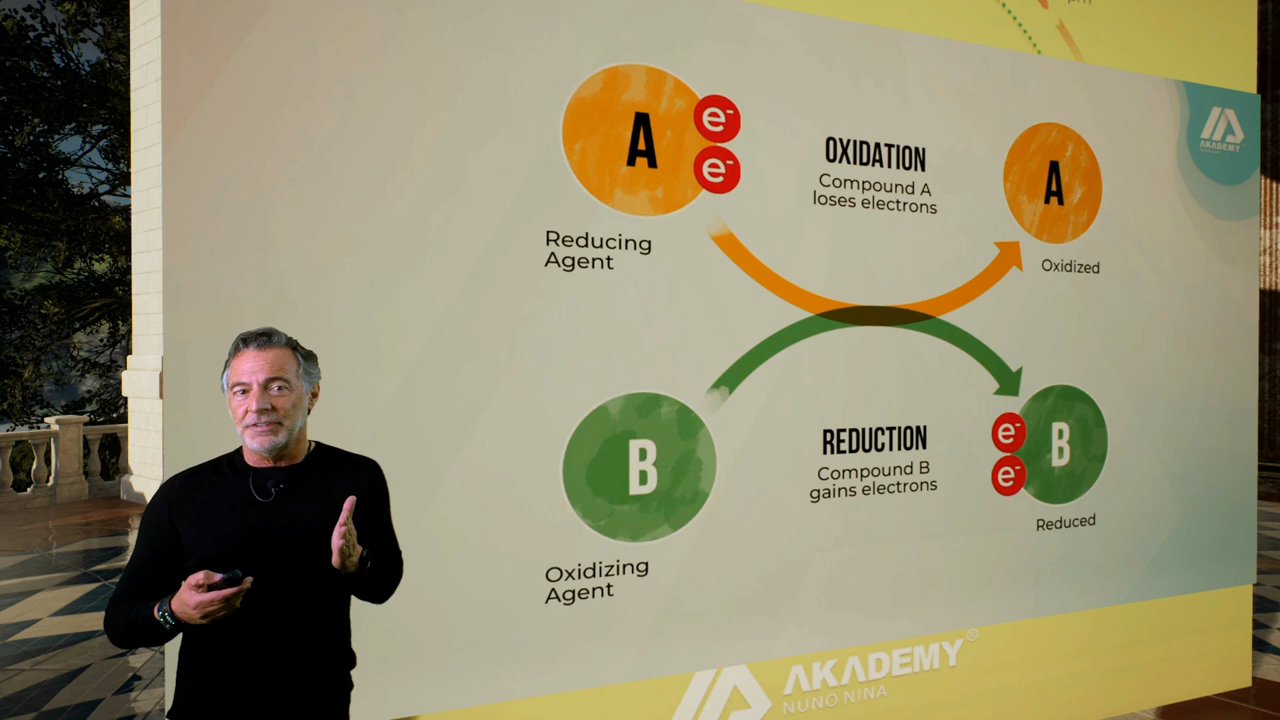 A
e-
e-
Reducing
Agent
OXIDATION
Compound A
loses electrons
A
Oxidized
AKADEMY
B
Oxidizing
Agent
REDUCTION
Compound B
gains electrons
e-
e-
B
Reduced
AKADEMY®
NUNO NINA